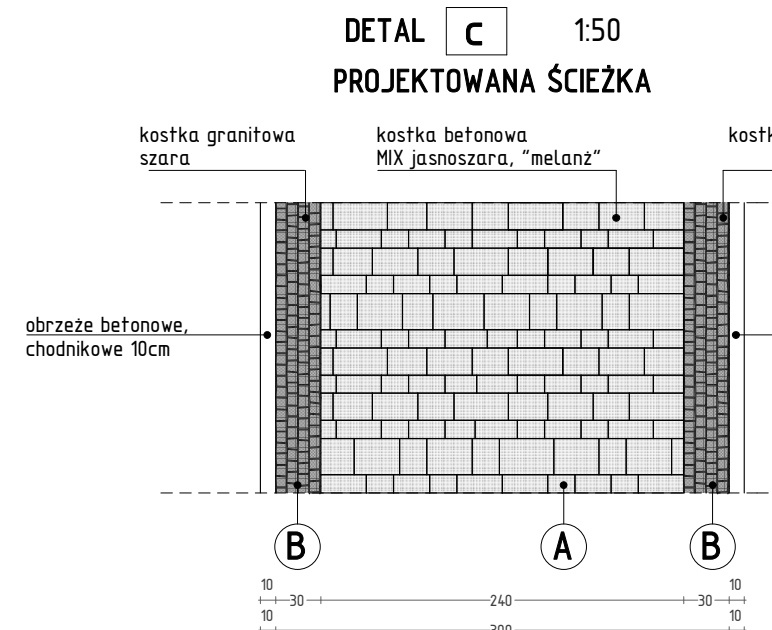 DETAL C 1:50
PROJEKTOWANA ŚCIEŻKA
kostka granitowa
szara
kostka betonowa
MIX jasnoszara, "melanż"
obrzeże betonowe,
chodnikowe 10cm
B
A
B
10 30 240 30 10
10 10